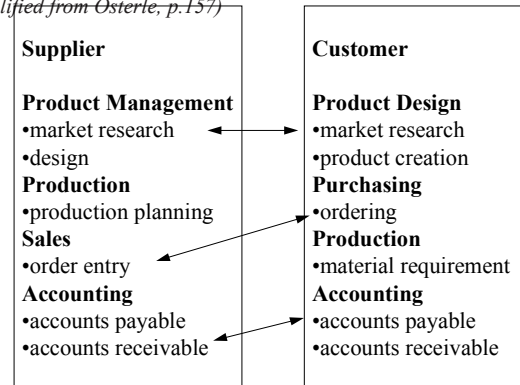 lified from Osterle, p.157)
Supplier
Product Management
•market research
•design
Production
•production planning
Sales
•order entry
Accounting
•accounts payable
•accounts receivable
Customer
Product Design
•market research
•product creation
Purchasing
•ordering
Production
•material requirement
Accounting
•accounts payable
•accounts receivable